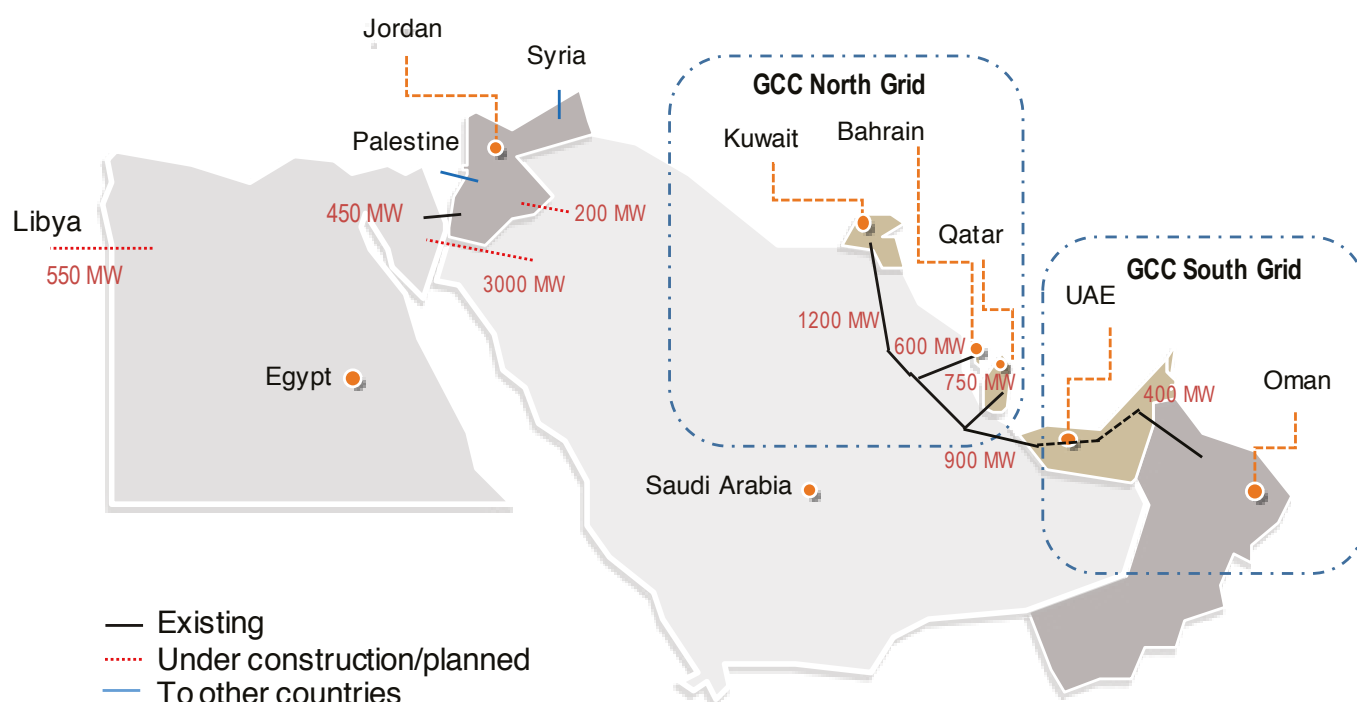 Jordan
Syria
GCC North Grid
Kuwait
Bahrain
Palestine
450 MW
200 MW
Libya
550 MW
3000 MW
Qatar
GCC South Grid
UAE
1200 MW
600 MW
750 MW
Egypt
400 MW
Oman
900 MW
Saudi Arabia
Existing
Under construction/planned
To other countries